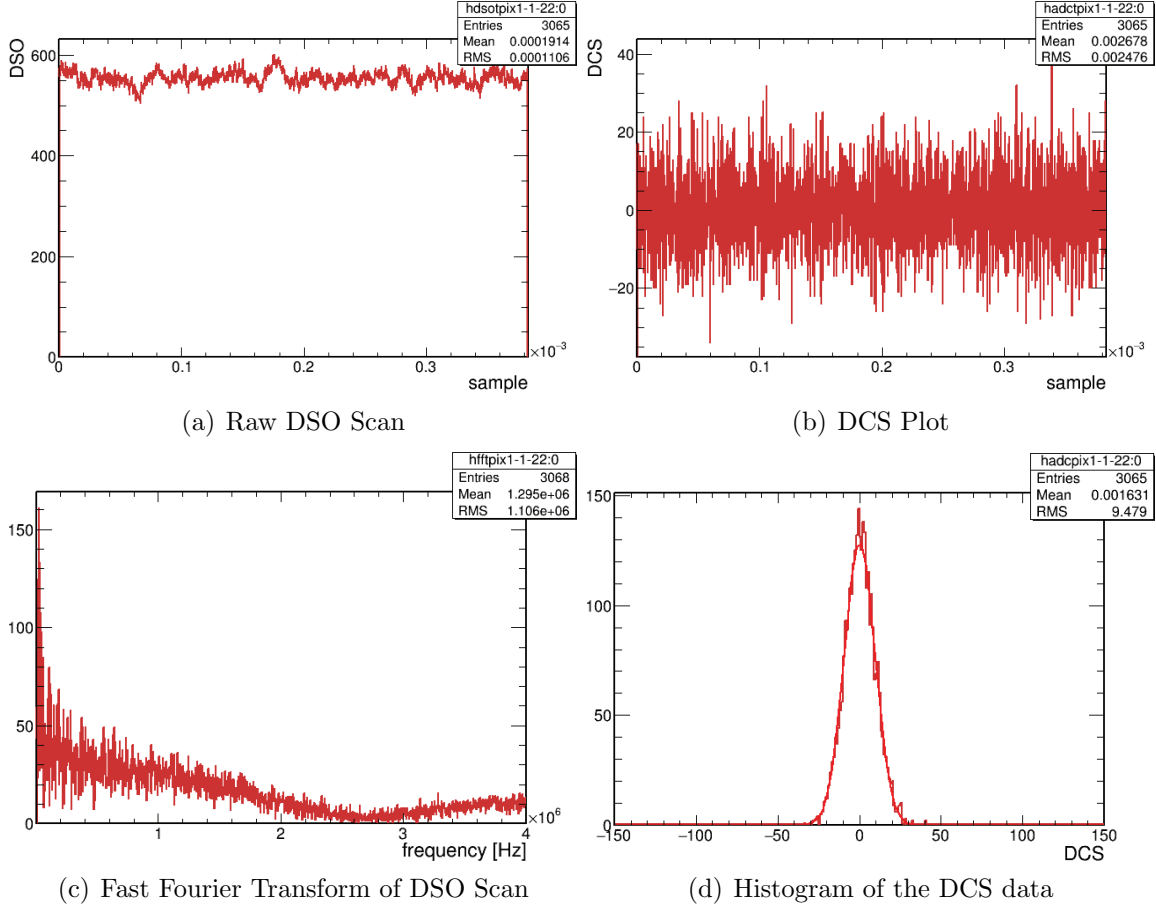 hdsotpix1-1-22:0
Entries 3065
Mean 0.0001914
RMS 0.0001106
DSO
600
400
200
0
0 0.1 0.2 0.3
×10⁻³
sample
(a) Raw DSO Scan
hadctpix1-1-22:0
Entries 3065
Mean 0.002678
RMS 0.002476
DCS
40
20
0
−20
0 0.1 0.2 0.3
×10⁻³
sample
(b) DCS Plot
hfftpix1-1-22:0
Entries 3068
Mean 1.295e+06
RMS 1.106e+06
150
100
50
0
0 1 2 3 4
×10⁶
frequency [Hz]
(c) Fast Fourier Transform of DSO Scan
hadcpix1-1-22:0
Entries 3065
Mean 0.001631
RMS 9.479
150
100
50
0
−150 −100 −50 0 50 100 150
DCS
(d) Histogram of the DCS data